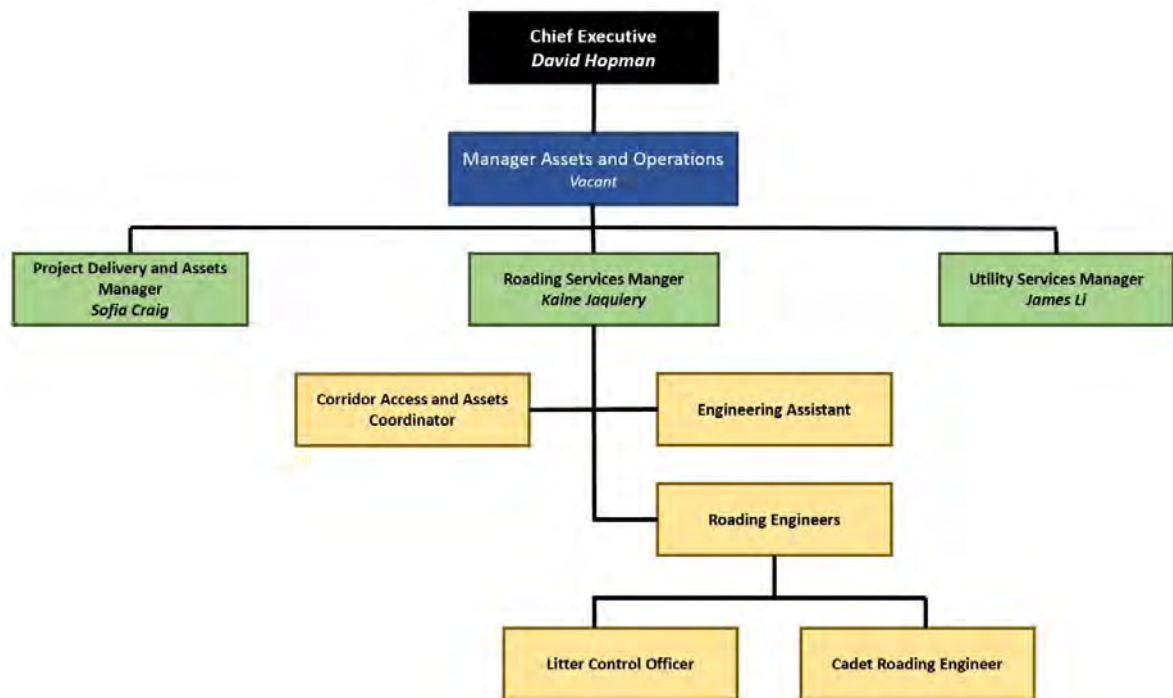 Chief Executive
David Hopman
Manager Assets and Operations
Vacant
Project Delivery and Assets
Manager
Sofia Craig
Roading Services Manger
Kaine Jaquiery
Utility Services Manager
James Li
Corridor Access and Assets
Coordinator
Engineering Assistant
Roading Engineers
Litter Control Officer
Cadet Roading Engineer